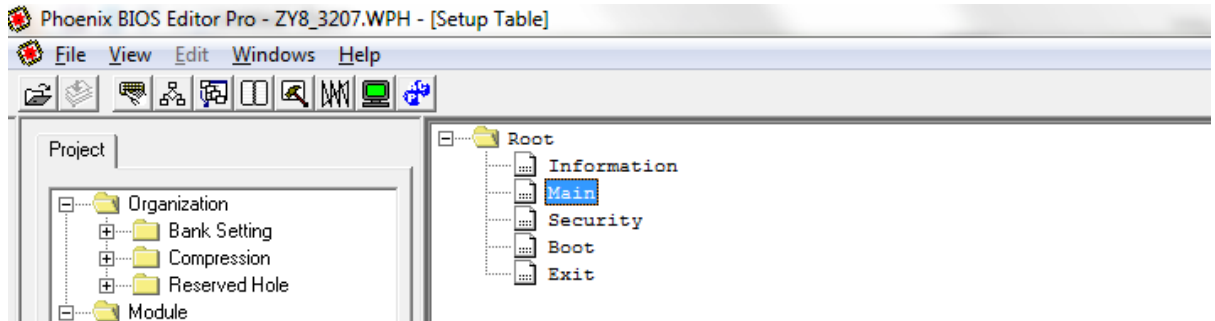 Phoenix BIOS Editor Pro - ZY8_3207.WPH - [Setup Table]
File View Edit Windows Help
Project
Organization
Bank Setting
Compression
Reserved Hole
Module
Root
Information
Main
Security
Boot
Exit